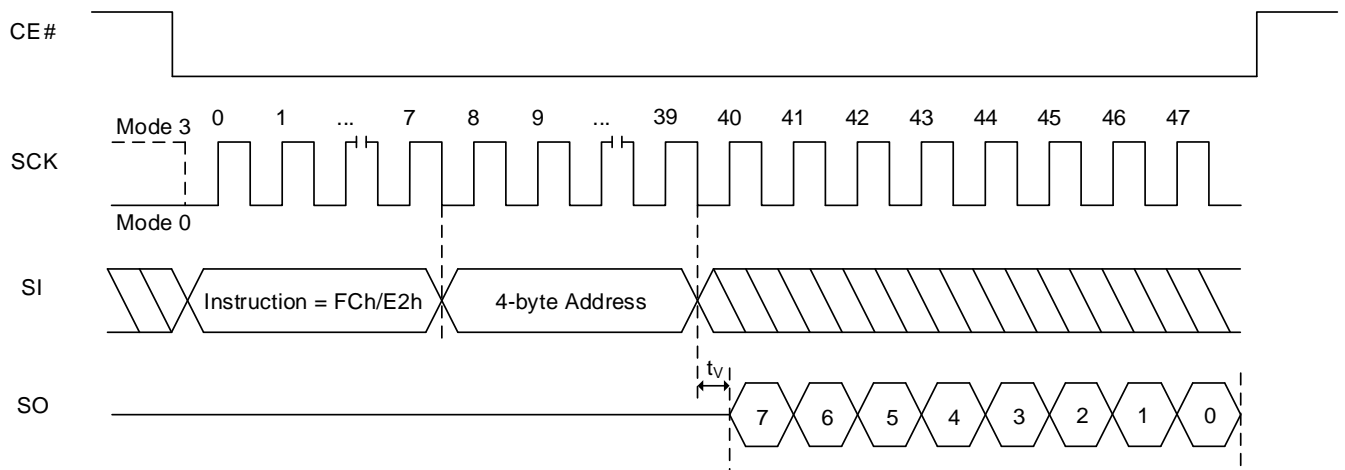 CE#
Mode 3 0 1 ... 7 8 9 ... 39 40 41 42 43 44 45 46 47
SCK
Mode 0
SI
Instruction = FCh/E2h 4-byte Address
tV
SO
7 6 5 4 3 2 1 0